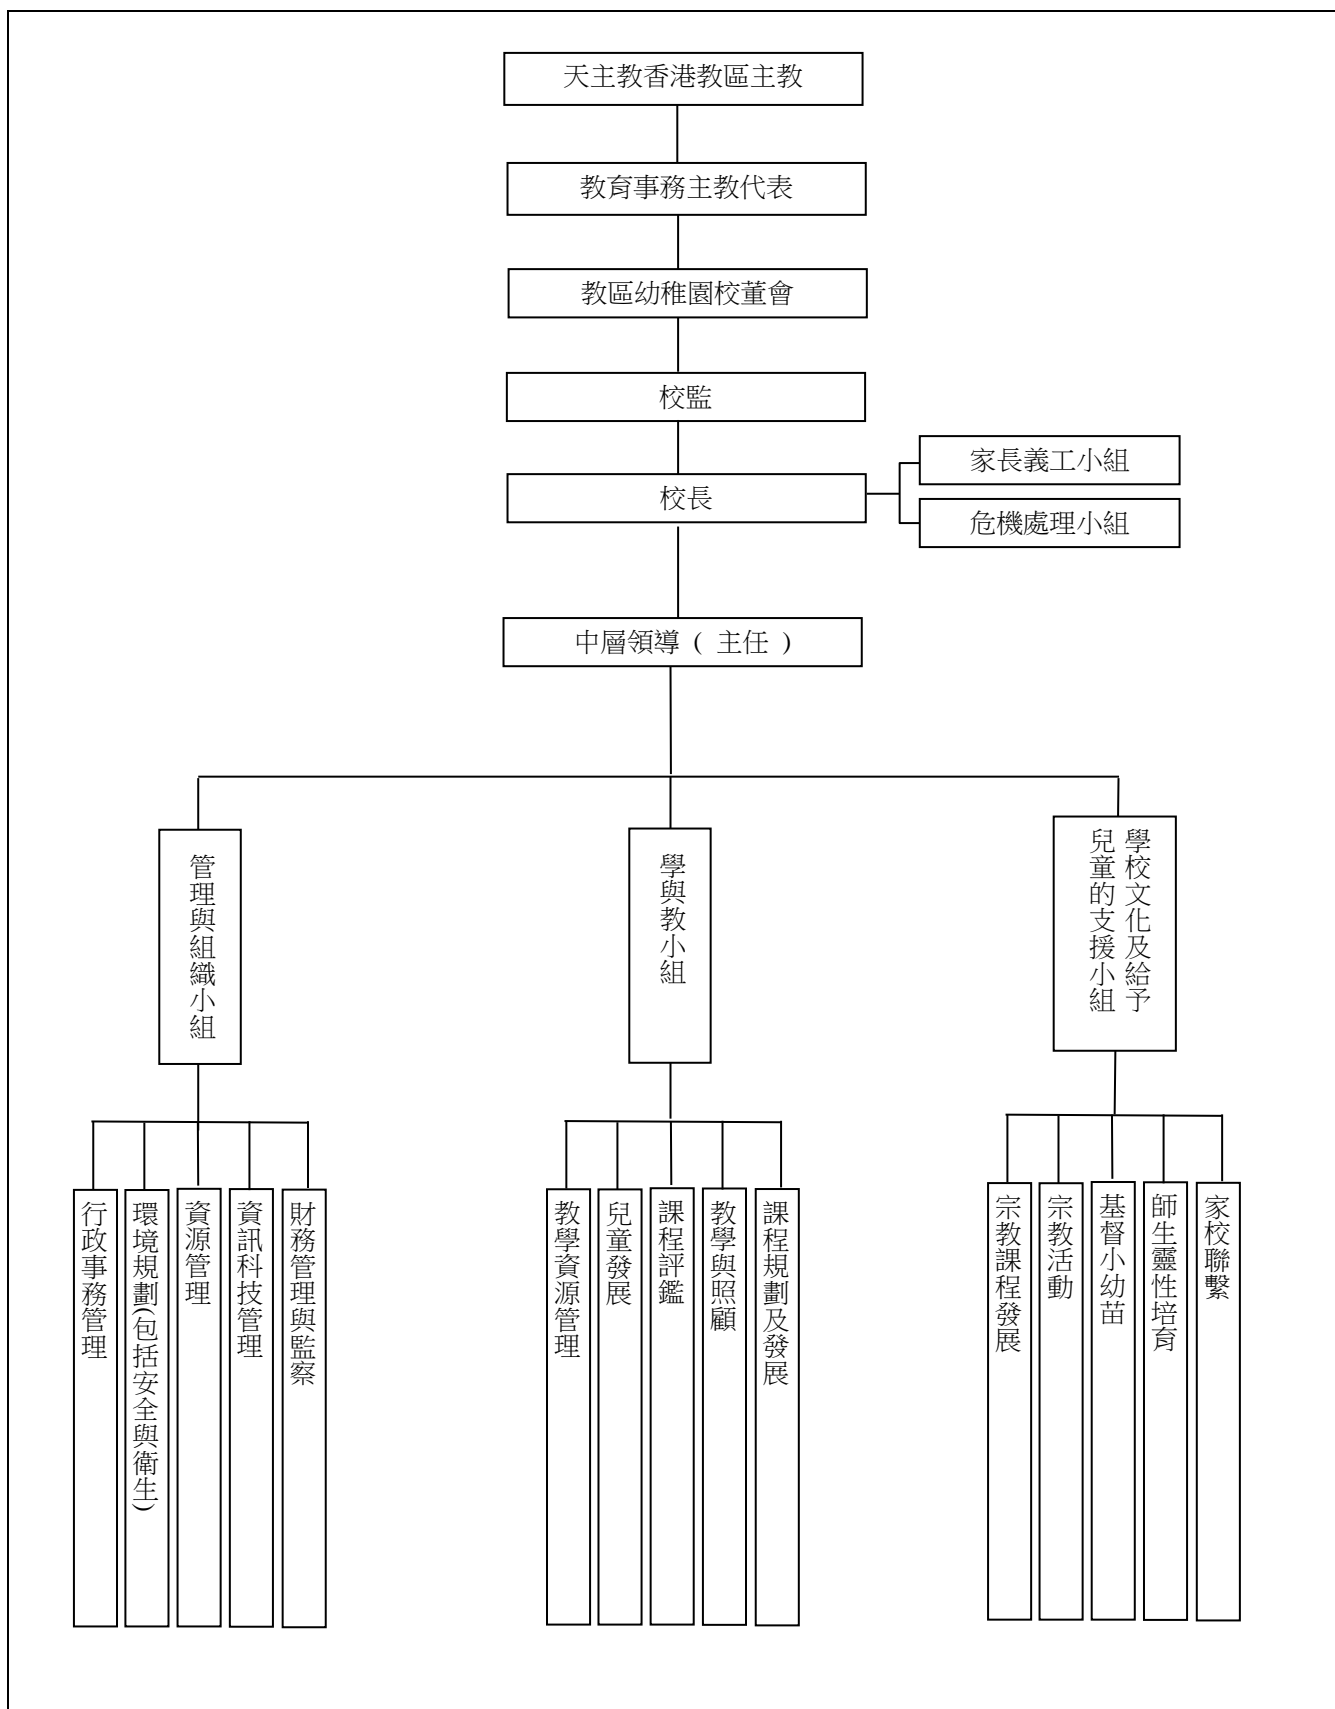 天主教香港教區主教
教育事務主教代表
教區幼稚園校董會
校監
校長
家長義工小組
危機處理小組
中層領導 ( 主任 )
管理與組織小組
學與教小組
學校文化及給予
兒童的支援小組
行政事務管理
環境規劃(包括安全與衛生)
資源管理
資訊科技管理
財務管理與監察
教學資源管理
兒童發展
課程評鑑
教學與照顧
課程規劃及發展
宗教課程發展
宗教活動
基督小幼苗
師生靈性培育
家校聯繫